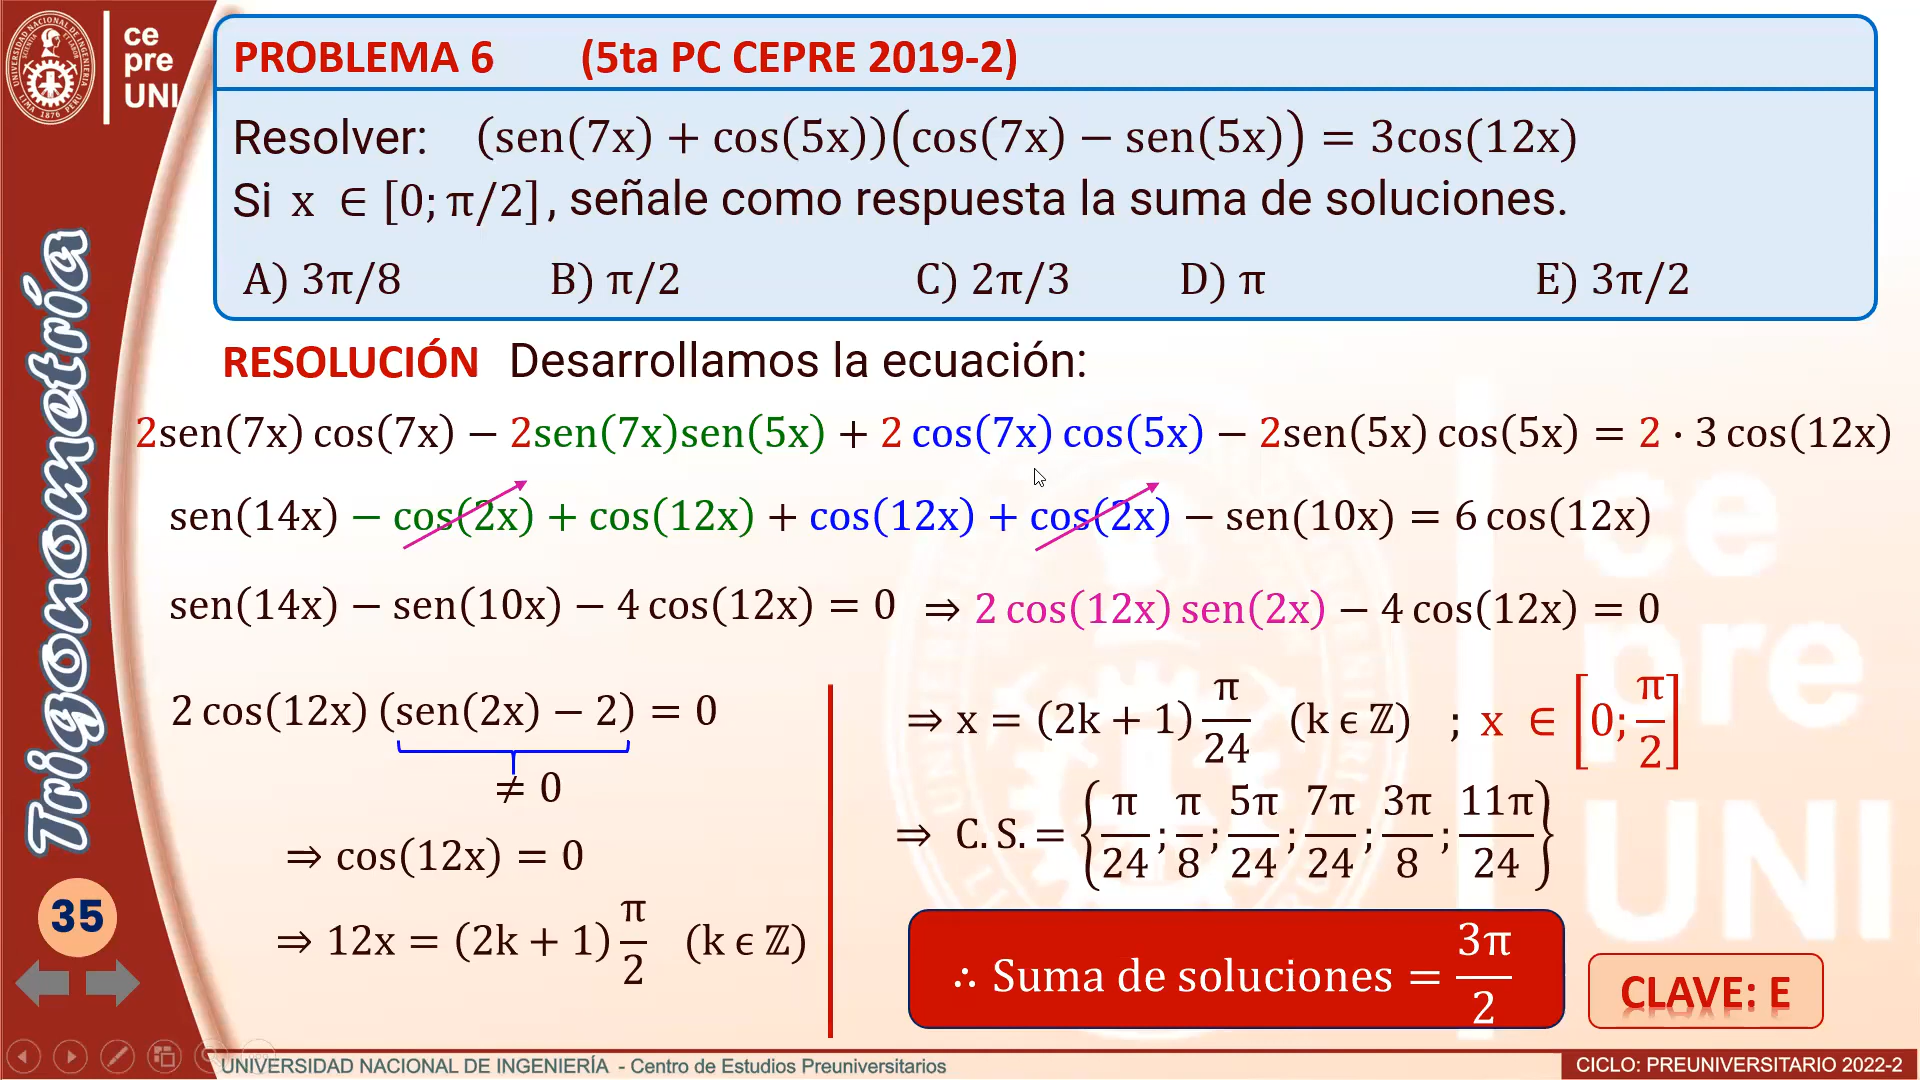 ce
pre
UNI
PROBLEMA 6 (5ta PC CEPRE 2019-2)
Resolver: (sen(7x) + cos(5x))(cos(7x) − sen(5x)) = 3cos(12x)
Si x ∈ [0; π/2], señale como respuesta la suma de soluciones.
A) 3π/8 B) π/2 C) 2π/3 D) π E) 3π/2
RESOLUCIÓN Desarrollamos la ecuación:
2sen(7x) cos(7x) − 2sen(7x)sen(5x) + 2 cos(7x) cos(5x) − 2sen(5x) cos(5x) = 2 · 3 cos(12x)
sen(14x) − cos(2x) + cos(12x) + cos(12x) + cos(2x) − sen(10x) = 6 cos(12x)
sen(14x) − sen(10x) − 4 cos(12x) = 0 ⇒ 2 cos(12x) sen(2x) − 4 cos(12x) = 0
2 cos(12x) (sen(2x) − 2) = 0
≠ 0
⇒ cos(12x) = 0
⇒ 12x = (2k + 1) π/2 (k ϵ ℤ)
⇒ x = (2k + 1) π/24 (k ϵ ℤ) ; x ∈ [0; π/2]
⇒ C. S. = {π/24; π/8; 5π/24; 7π/24; 3π/8; 11π/24}
∴ Suma de soluciones = 3π/2
CLAVE: E
Trigonometría
35
UNIVERSIDAD NACIONAL DE INGENIERÍA - Centro de Estudios Preuniversitarios
CICLO: PREUNIVERSITARIO 2022-2
ce
pre
UNI